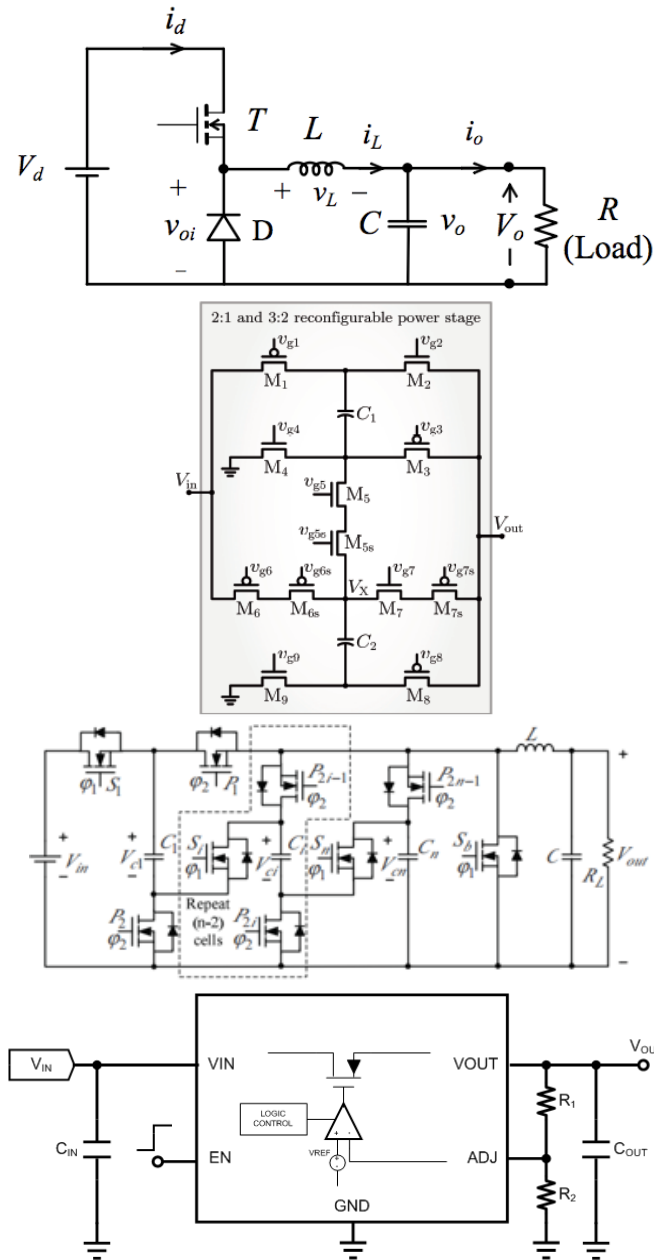 i_d
T
L
i_L
i_o
V_d
+
+ v_L −
v_oi
D
C
v_o
V_o
R
(Load)
−
2:1 and 3:2 reconfigurable power stage
v_g1
v_g2
M_1
M_2
C_1
v_g4
v_g3
M_4
M_3
V_in
v_g5
M_5
V_out
v_g5s
M_5s
v_g6
v_g6s
V_X
v_g7
v_g7s
M_6
M_6s
M_7
M_7s
C_2
v_g9
v_g8
M_9
M_8
L
φ_1 S_1
φ_2 P_1
P_2i−1
φ_2
P_2n−1
φ_2
+
V_in
−
+
V_c1
−
C_1
S_i
φ_1
+
V_ci
−
C_i
S_n
φ_1
+
V_cn
−
C_n
S_b
φ_1
C
R_L
+
V_out
−
P_2
φ_2
Repeat
(n-2)
cells
P_2i
φ_2
V_IN
VIN
VOUT
R_1
LOGIC
CONTROL
+ -
C_IN
C_OUT
VREF
+
-
EN
ADJ
R_2
GND